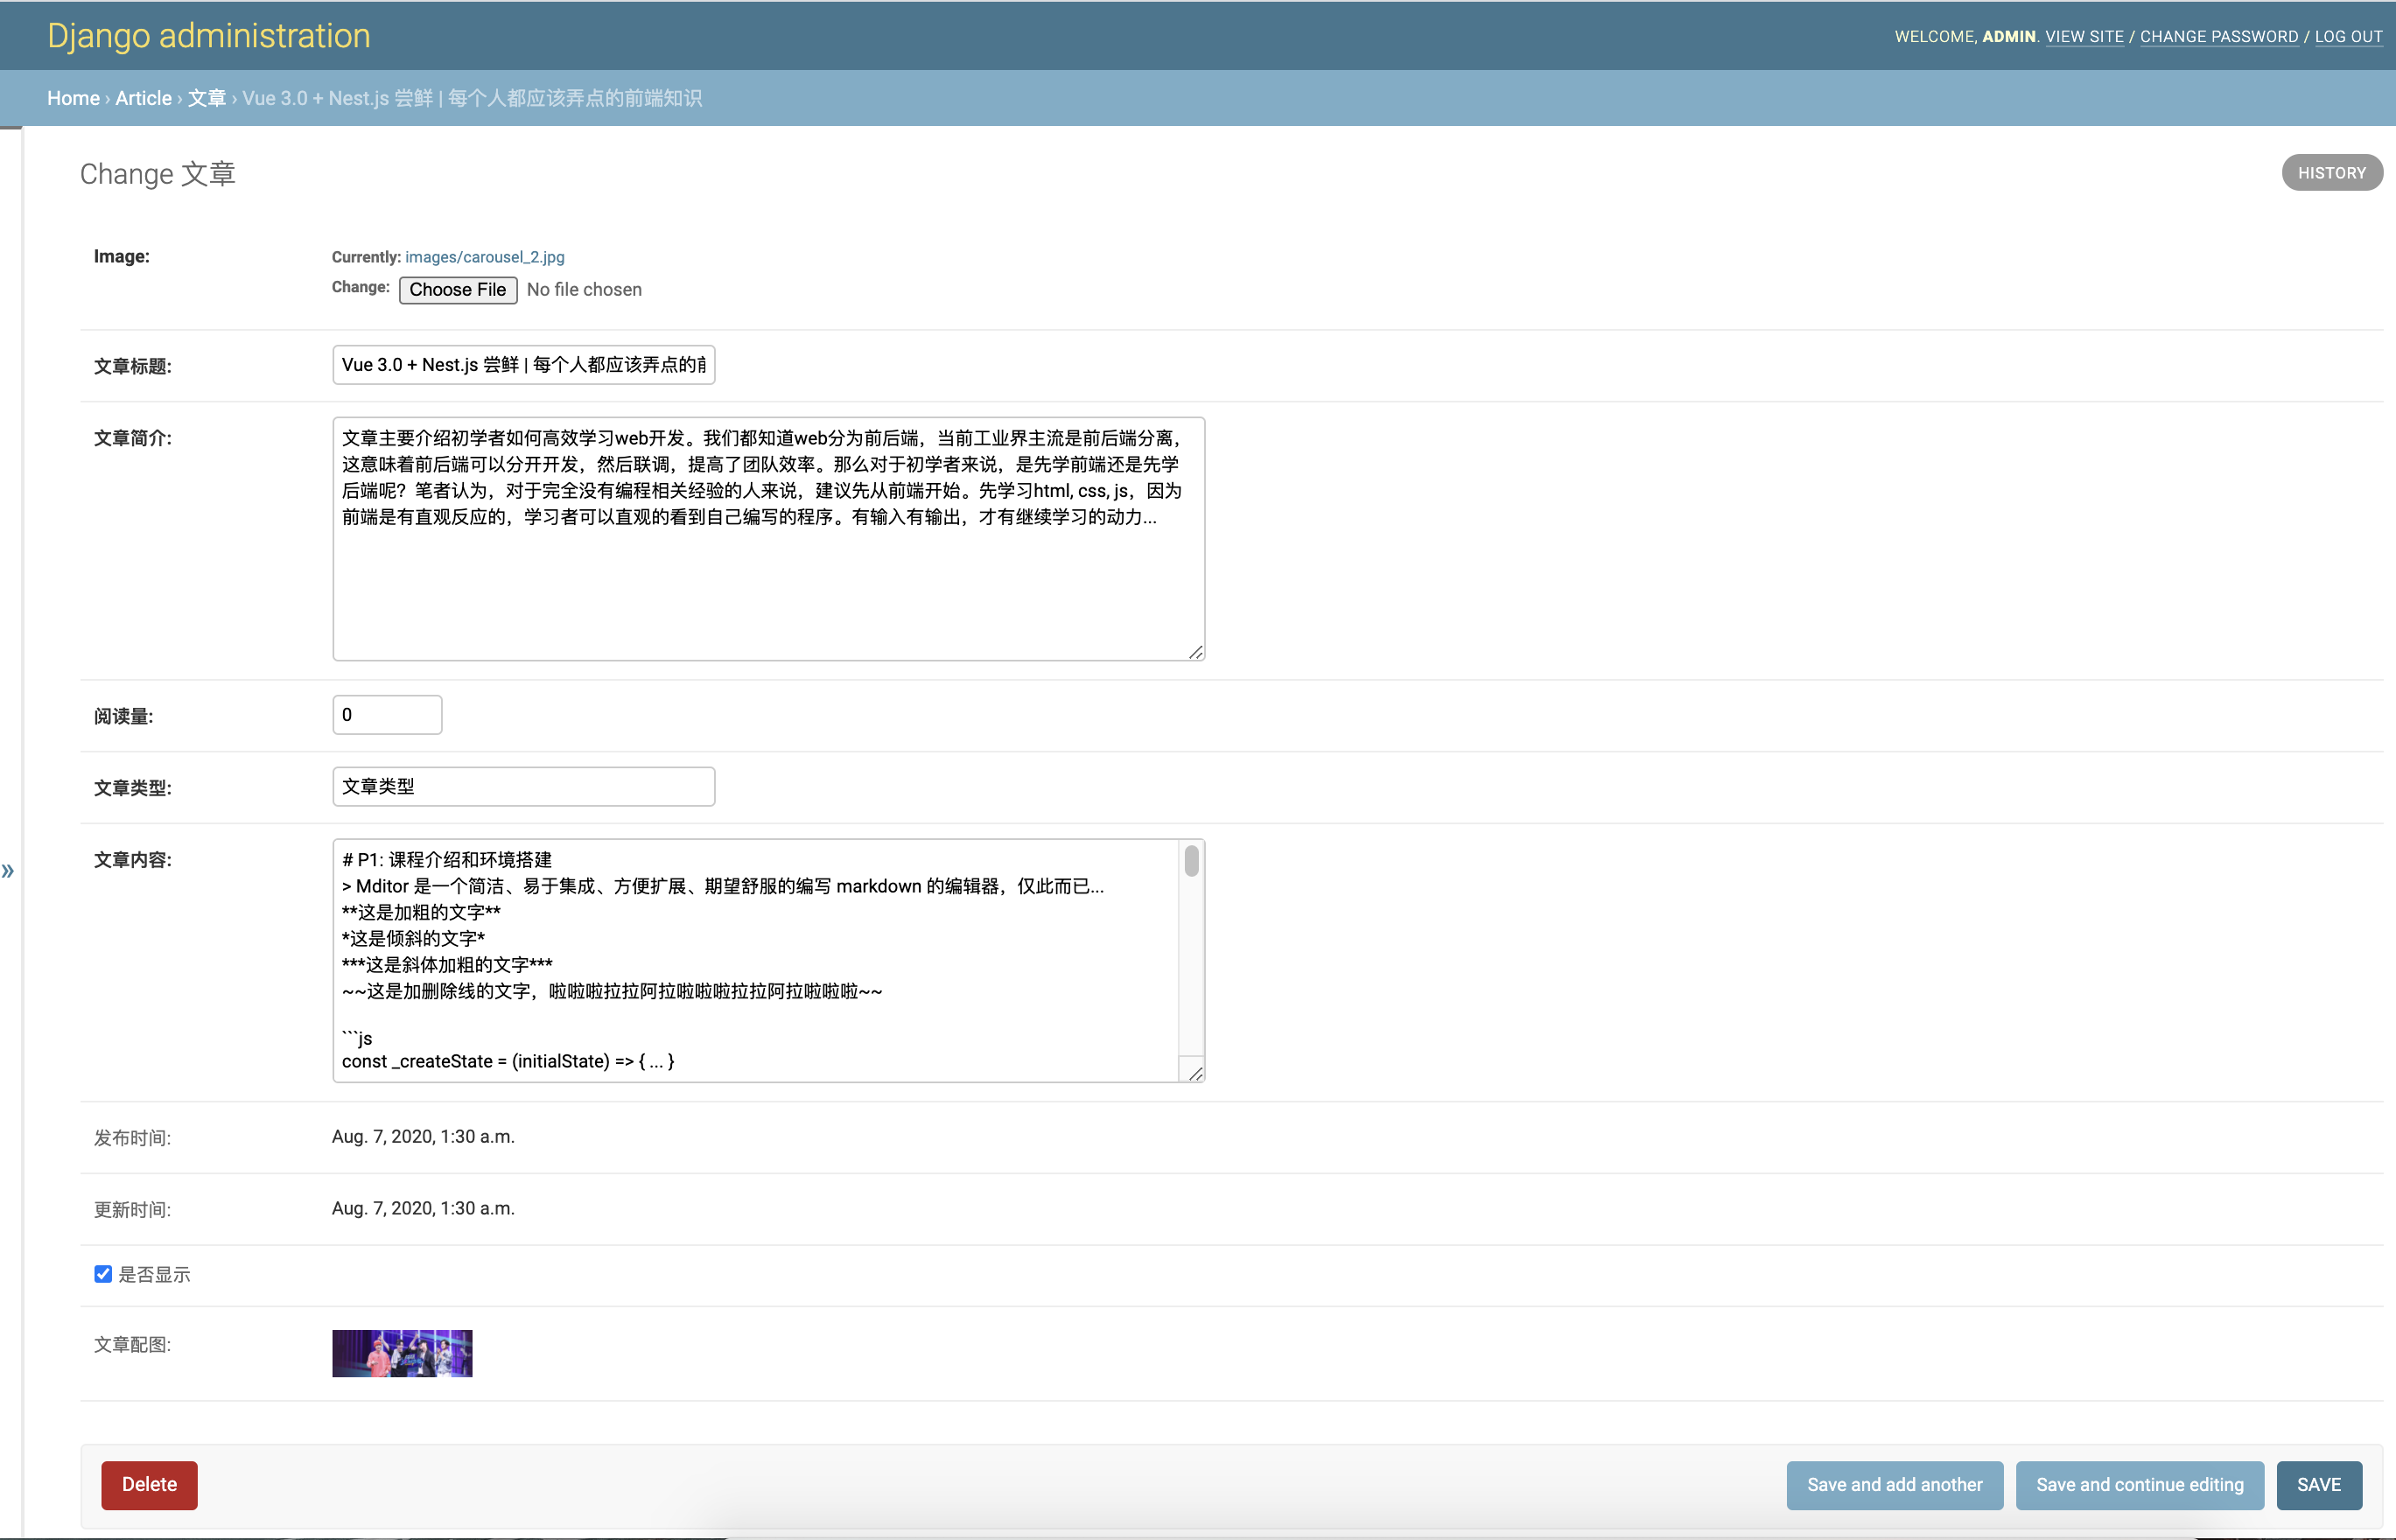 Django administration
WELCOME, ADMIN. VIEW SITE / CHANGE PASSWORD / LOG OUT
Home › Article › 文章 › Vue 3.0 + Nest.js 尝鲜 | 每个人都应该弄点的前端知识
Change 文章
HISTORY
Image:
Currently: images/carousel_2.jpg
Change: Choose File No file chosen
文章标题:
Vue 3.0 + Nest.js 尝鲜 | 每个人都应该弄点的前
文章简介:
文章主要介绍初学者如何高效学习web开发。我们都知道web分为前后端，当前工业界主流是前后端分离，
这意味着前后端可以分开开发，然后联调，提高了团队效率。那么对于初学者来说，是先学前端还是先学
后端呢？笔者认为，对于完全没有编程相关经验的人来说，建议先从前端开始。先学习html, css, js，因为
前端是有直观反应的，学习者可以直观的看到自己编写的程序。有输入有输出，才有继续学习的动力...
阅读量:
0
文章类型:
文章类型
文章内容:
# P1: 课程介绍和环境搭建
> Mditor 是一个简洁、易于集成、方便扩展、期望舒服的编写 markdown 的编辑器，仅此而已...
**这是加粗的文字**
*这是倾斜的文字*
***这是斜体加粗的文字***
~~这是加删除线的文字，啦啦啦拉拉阿拉啦啦啦拉拉阿拉啦啦啦~~
```js
const _createState = (initialState) => { ... }
»
发布时间:
Aug. 7, 2020, 1:30 a.m.
更新时间:
Aug. 7, 2020, 1:30 a.m.
是否显示
文章配图:
Delete
Save and add another
Save and continue editing
SAVE